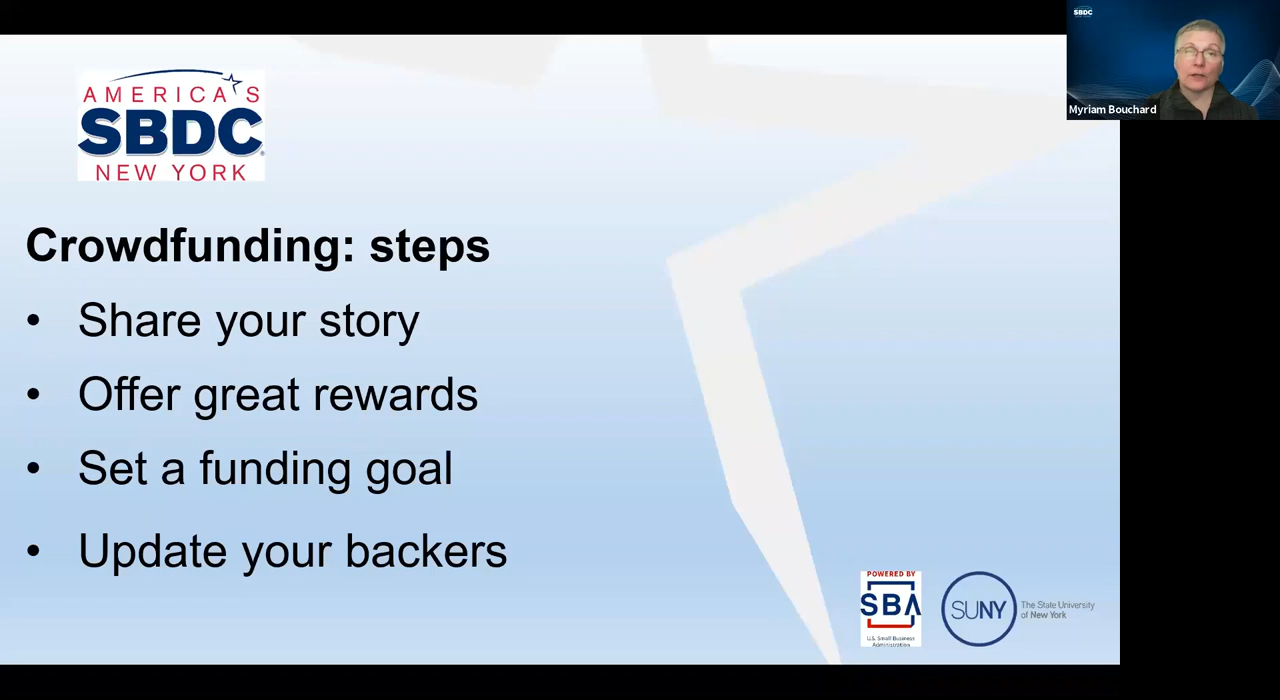 SBDC
Myriam Bouchard
AMERICA'S
SBDC
NEW YORK
Crowdfunding: steps
• Share your story
• Offer great rewards
• Set a funding goal
• Update your backers
POWERED BY
SBA
U.S. Small Business
Administration
SUNY
The State University
of New York